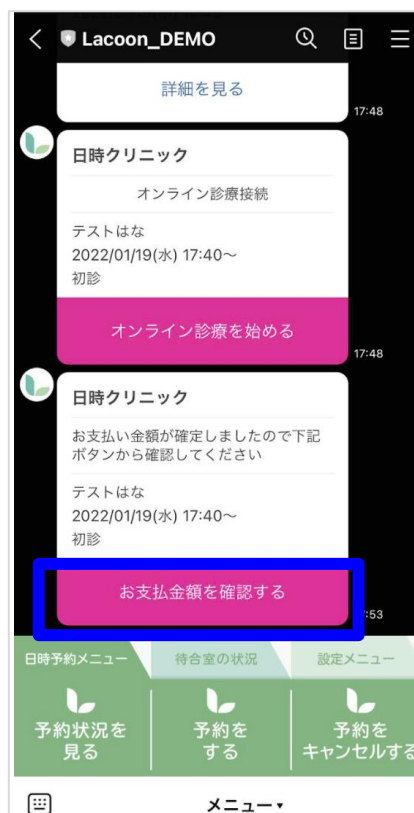 Lacoon_DEMO
詳細を見る
17:48
日時クリニック
オンライン診療接続
テストはな
2022/01/19(水) 17:40〜
初診
オンライン診療を始める
17:48
日時クリニック
お支払い金額が確定しましたので下記
ボタンから確認してください
テストはな
2022/01/19(水) 17:40〜
初診
お支払金額を確認する
:53
日時予約メニュー
待合室の状況
設定メニュー
予約状況を
見る
予約を
する
予約を
キャンセルする
メニュー▾